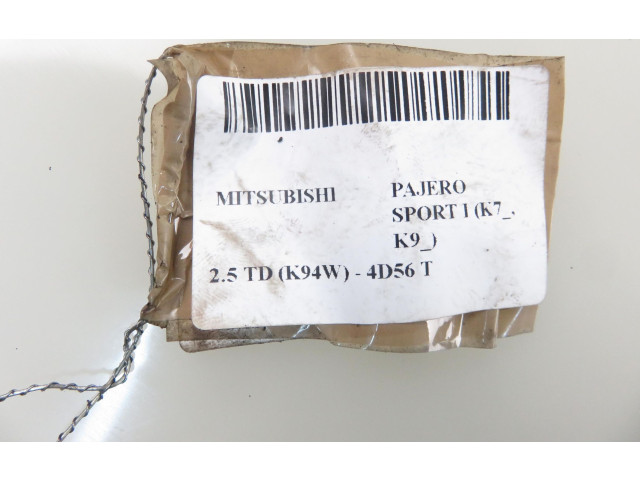 MITSUBISHI PAJERO
SPORT I (K7_,
K9_)
2.5 TD (K94W) - 4D56 T